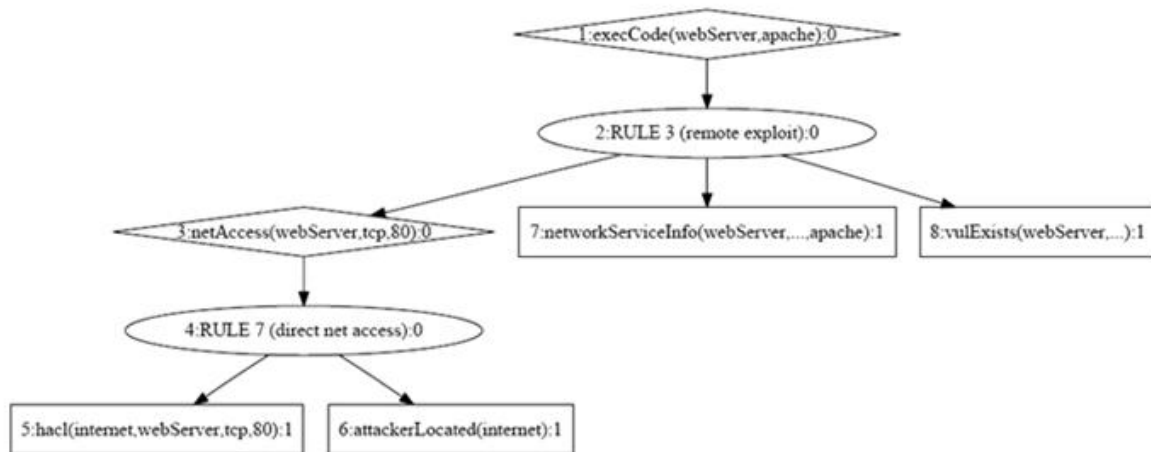 1:execCode(webServer,apache):0
2:RULE 3 (remote exploit):0
3:netAccess(webServer,tcp,80):0
7:networkServiceInfo(webServer,...,apache):1
8:vulExists(webServer,...):1
4:RULE 7 (direct net access):0
5:hacl(internet,webServer,tcp,80):1
6:attackerLocated(internet):1